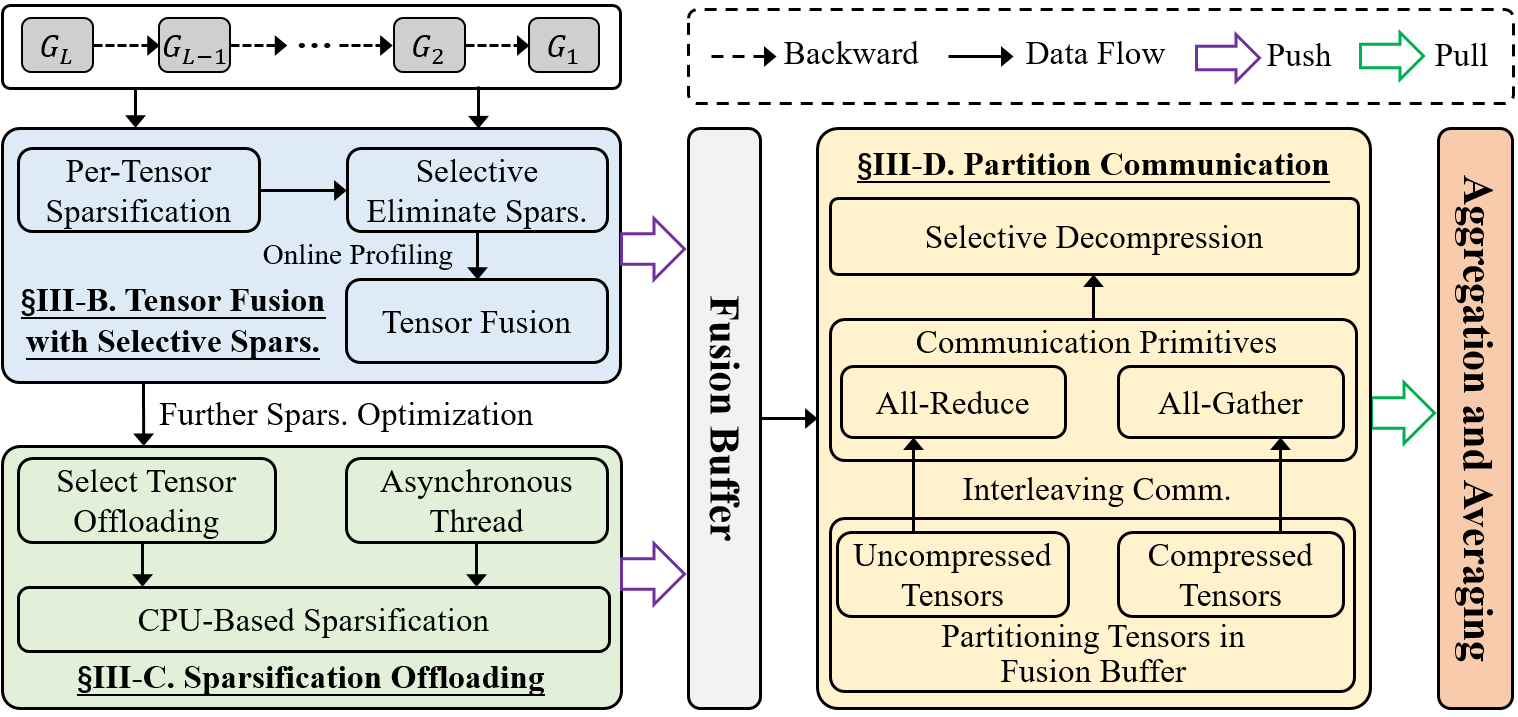 G_L G_{L-1} ... G_2 G_1
Backward Data Flow Push Pull
Per-Tensor
Sparsification
Selective
Eliminate Spars.
Online Profiling
§III-B. Tensor Fusion
with Selective Spars.
Tensor Fusion
Further Spars. Optimization
Select Tensor
Offloading
Asynchronous
Thread
CPU-Based Sparsification
§III-C. Sparsification Offloading
Fusion Buffer
§III-D. Partition Communication
Selective Decompression
Communication Primitives
All-Reduce
All-Gather
Interleaving Comm.
Uncompressed
Tensors
Compressed
Tensors
Partitioning Tensors in
Fusion Buffer
Aggregation and Averaging